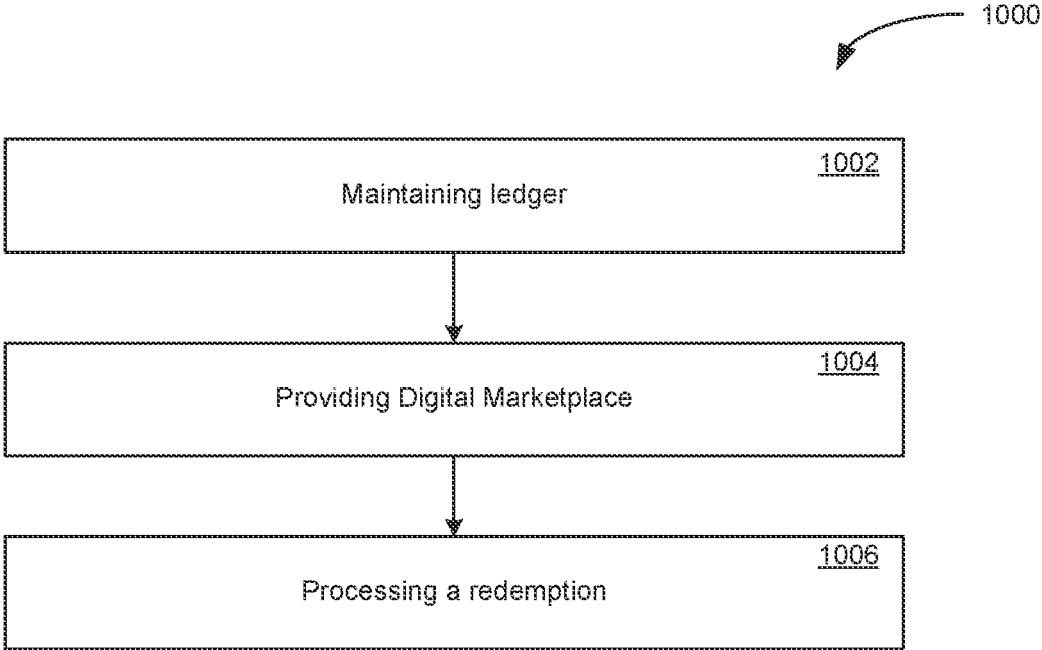 1000
1002
Maintaining ledger
1004
Providing Digital Marketplace
1006
Processing a redemption